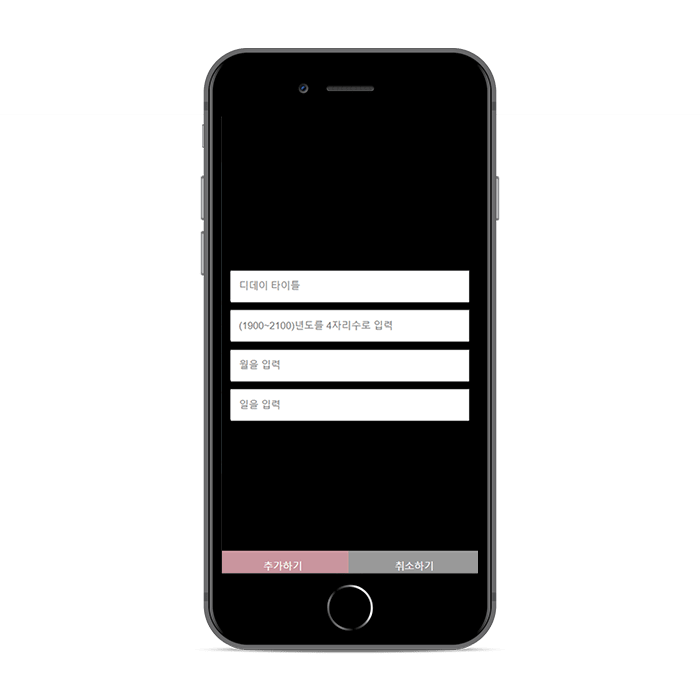 디데이 타이틀
(1900~2100)년도를 4자리수로 입력
월을 입력
일을 입력
추가하기 취소하기